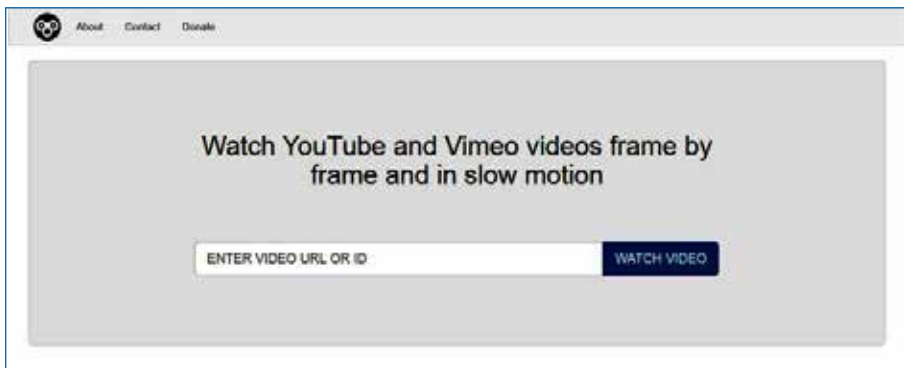 About Contact Donate
Watch YouTube and Vimeo videos frame by
frame and in slow motion
ENTER VIDEO URL OR ID WATCH VIDEO